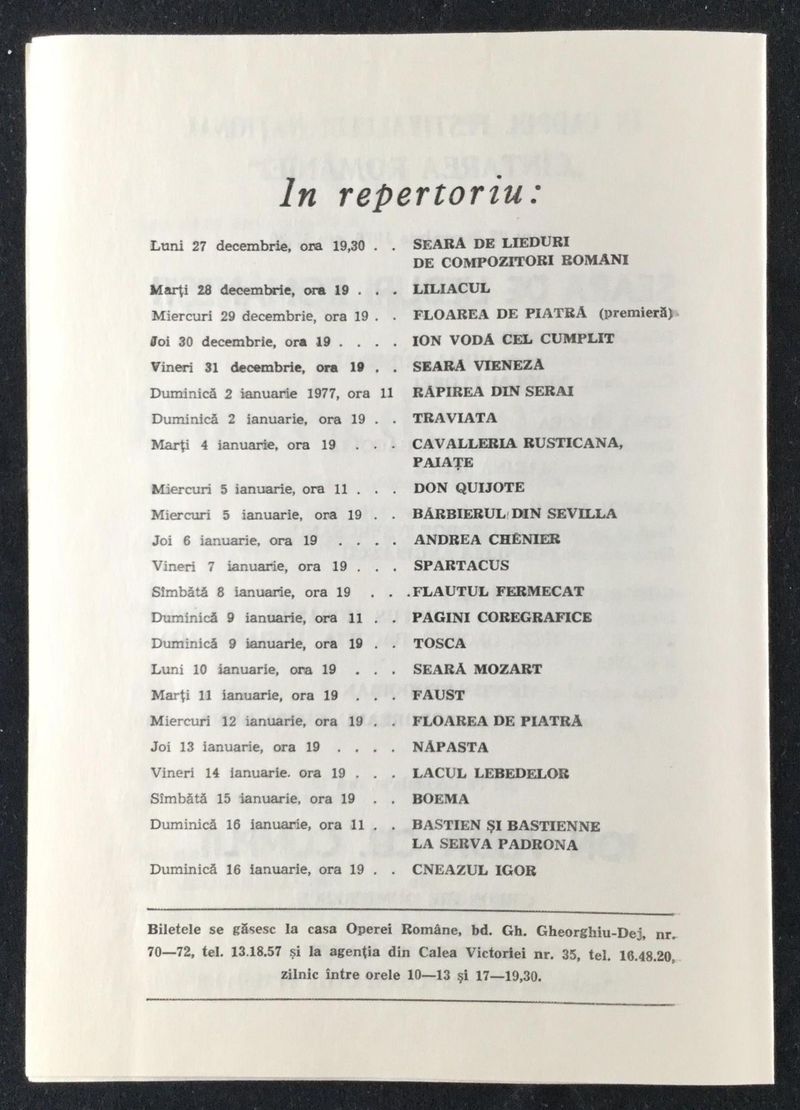 In repertoriu:
Luni 27 decembrie, ora 19,30 . . SEARĂ DE LIEDURI
DE COMPOZITORI ROMÂNI
Marți 28 decembrie, ora 19 . . . LILIACUL
Miercuri 29 decembrie, ora 19 . . FLOAREA DE PIATRĂ (premieră)
Joi 30 decembrie, ora 19 . . . . ION VODĂ CEL CUMPLIT
Vineri 31 decembrie, ora 19 . . SEARĂ VIENEZĂ
Duminică 2 ianuarie 1977, ora 11 RĂPIREA DIN SERAI
Duminică 2 ianuarie, ora 19 . . TRAVIATA
Marți 4 ianuarie, ora 19 . . . CAVALLERIA RUSTICANA,
PAIAȚE
Miercuri 5 ianuarie, ora 11 . . . DON QUIJOTE
Miercuri 5 ianuarie, ora 19 . . BĂRBIERUL DIN SEVILLA
Joi 6 ianuarie, ora 19 . . . . ANDREA CHÉNIER
Vineri 7 ianuarie, ora 19 . . . SPARTACUS
Sîmbătă 8 ianuarie, ora 19 . . . FLAUTUL FERMECAT
Duminică 9 ianuarie, ora 11 . . PAGINI COREGRAFICE
Duminică 9 ianuarie, ora 19 . . TOSCA
Luni 10 ianuarie, ora 19 . . . SEARĂ MOZART
Marți 11 ianuarie, ora 19 . . . FAUST
Miercuri 12 ianuarie, ora 19 . . FLOAREA DE PIATRĂ
Joi 13 ianuarie, ora 19 . . . . NĂPASTA
Vineri 14 ianuarie. ora 19 . . . LACUL LEBEDELOR
Sîmbătă 15 ianuarie, ora 19 . . BOEMA
Duminică 16 ianuarie, ora 11 . . BASTIEN ȘI BASTIENNE
LA SERVA PADRONA
Duminică 16 ianuarie, ora 19 . . CNEAZUL IGOR
Biletele se găsesc la casa Operei Române, bd. Gh. Gheorghiu-Dej, nr.
70—72, tel. 13.18.57 și la agenția din Calea Victoriei nr. 35, tel. 16.48.20,
zilnic între orele 10—13 și 17—19,30.